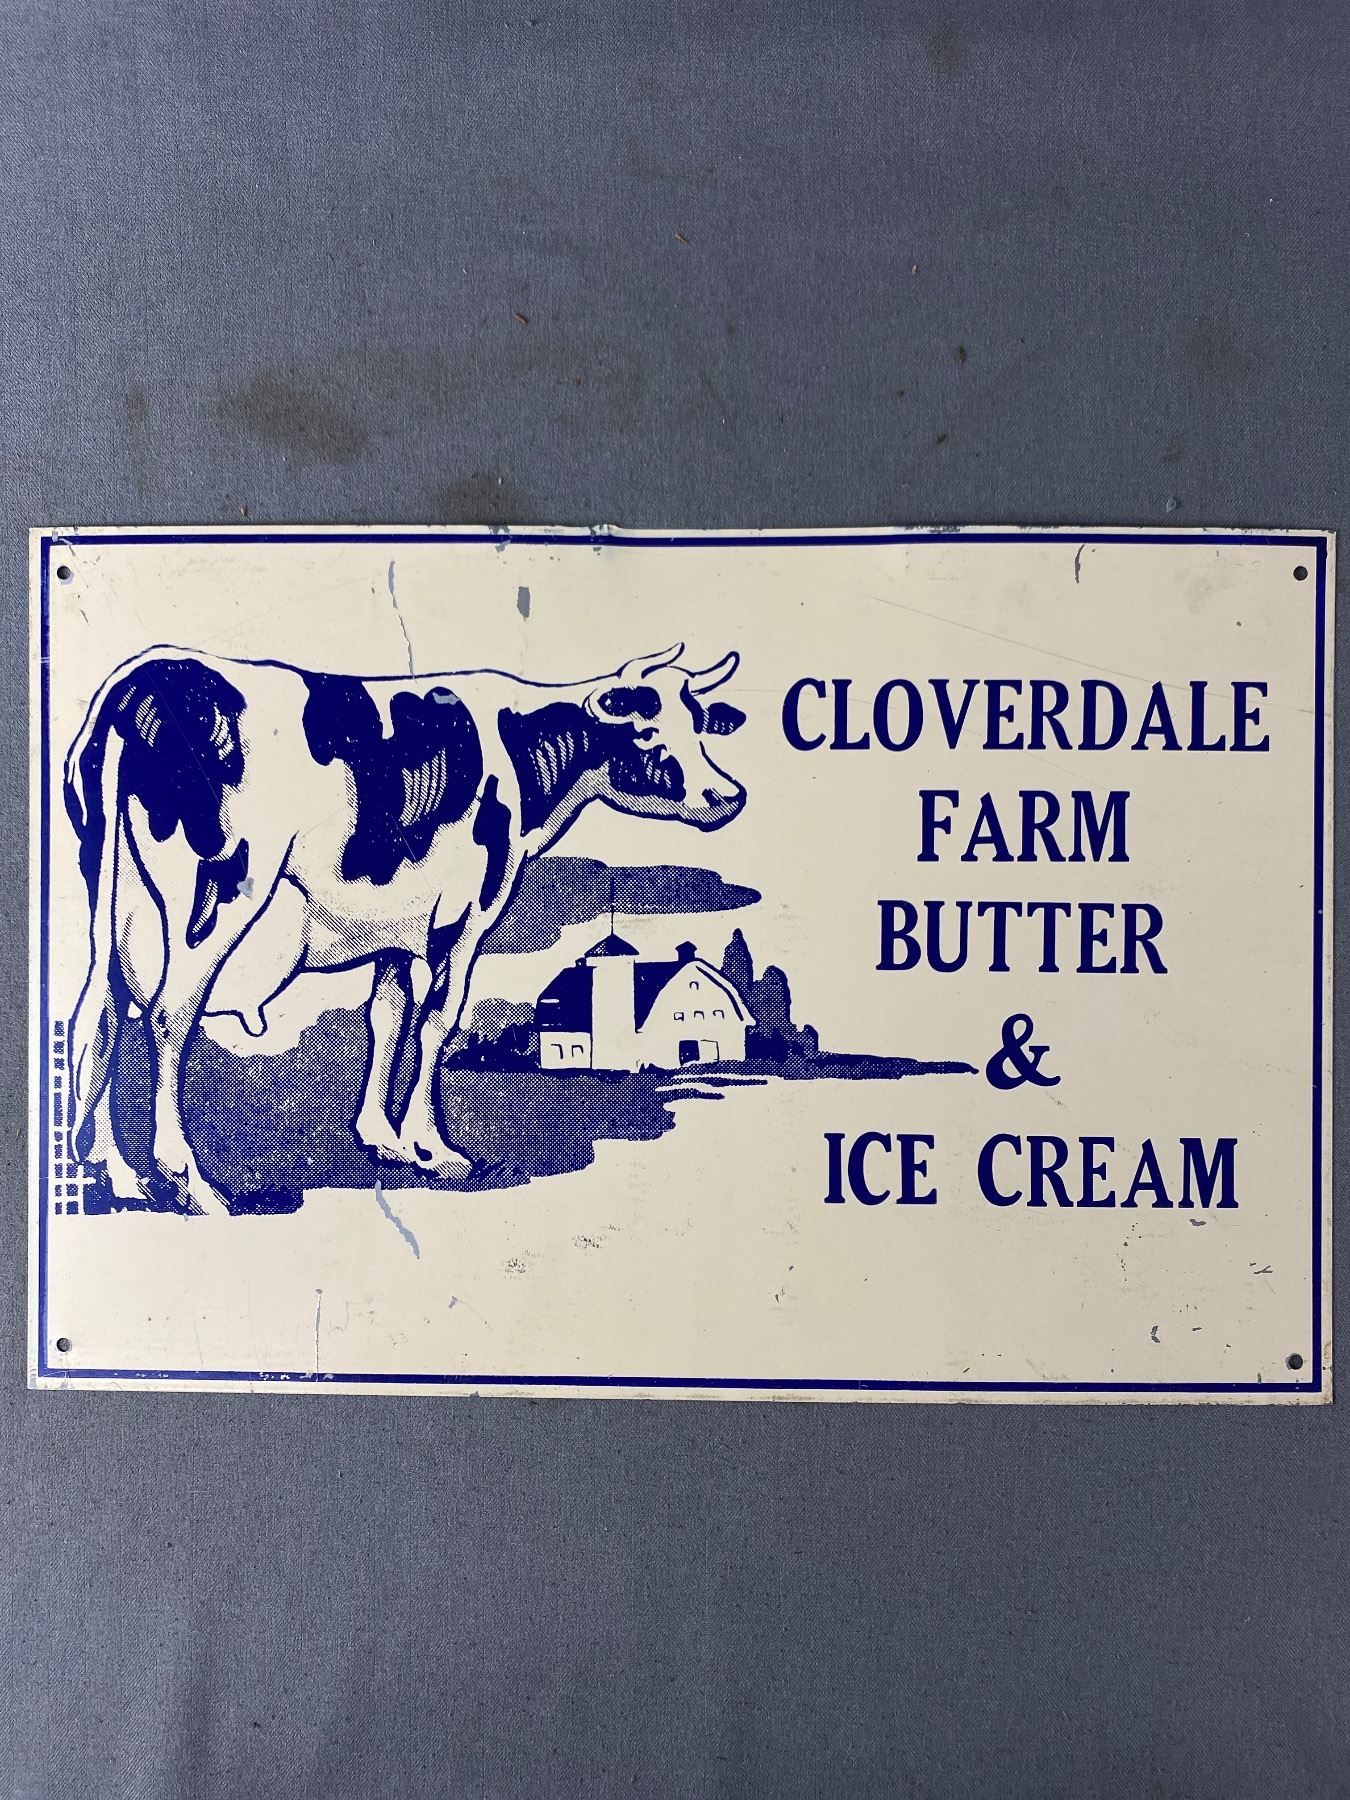 CLOVERDALE
FARM
BUTTER
&
ICE CREAM